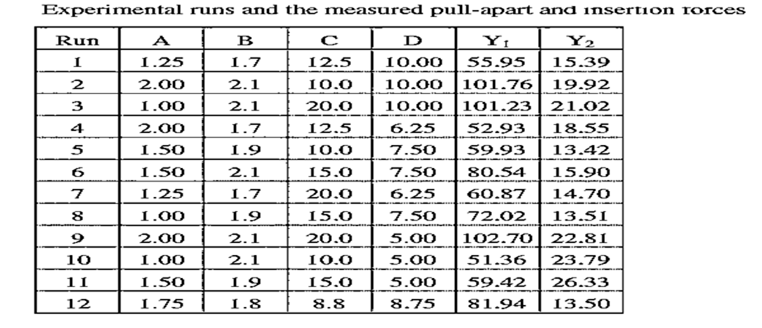 Experimental runs and the measured pull-apart and insertion forces
Run A B C D Y1 Y2
1 1.25 1.7 12.5 10.00 55.95 15.39
2 2.00 2.1 10.0 10.00 101.76 19.92
3 1.00 2.1 20.0 10.00 101.23 21.02
4 2.00 1.7 12.5 6.25 52.93 18.55
5 1.50 1.9 10.0 7.50 59.93 13.42
6 1.50 2.1 15.0 7.50 80.54 15.90
7 1.25 1.7 20.0 6.25 60.87 14.70
8 1.00 1.9 15.0 7.50 72.02 13.51
9 2.00 2.1 20.0 5.00 102.70 22.81
10 1.00 2.1 10.0 5.00 51.36 23.79
11 1.50 1.9 15.0 5.00 59.42 26.33
12 1.75 1.8 8.8 8.75 81.94 13.50